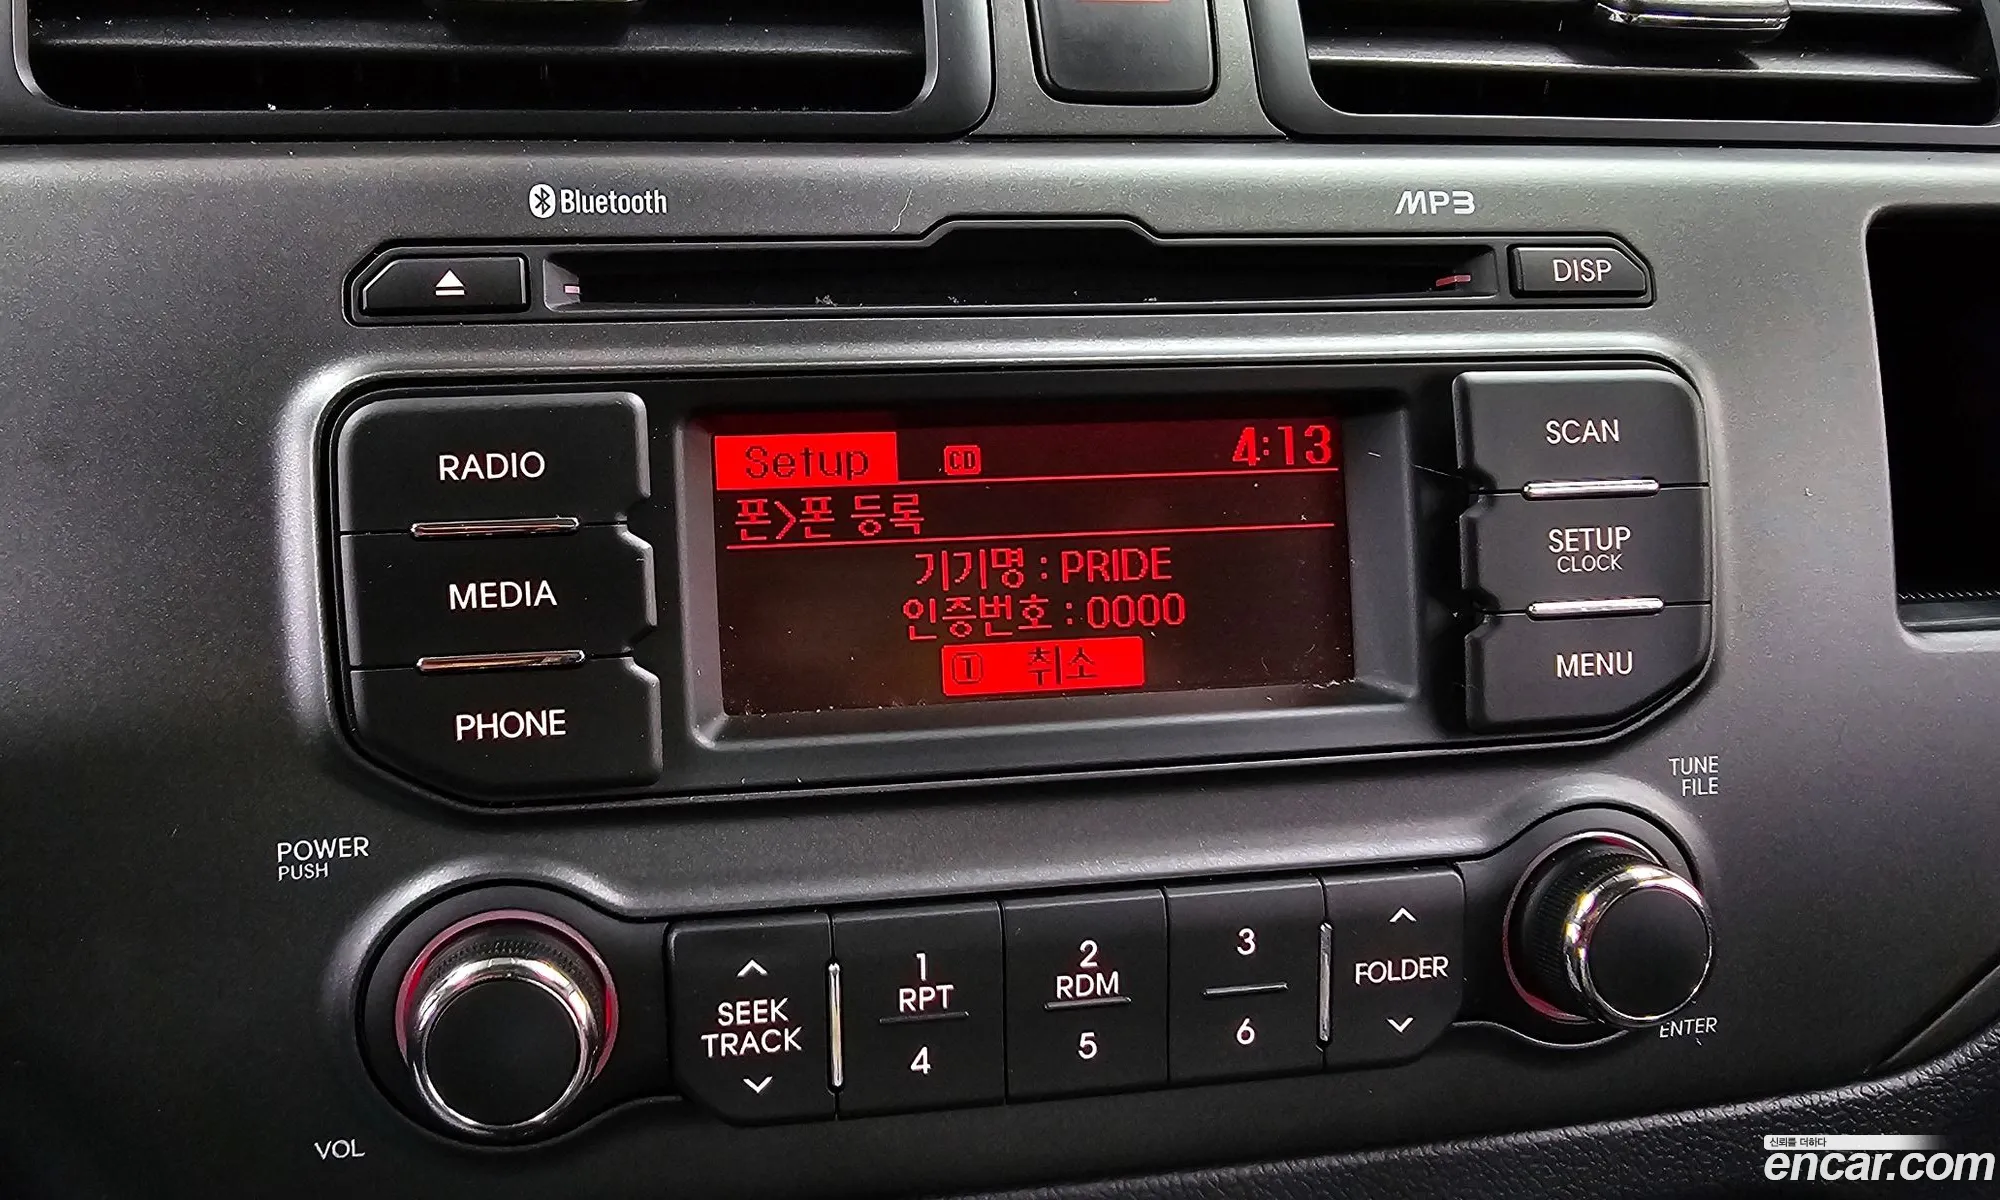 Bluetooth
MP3
DISP
RADIO
MEDIA
PHONE
Setup CD 4:13
폰>폰 등록
기기명 : PRIDE
인증번호 : 0000
1 취소
SCAN
SETUP
CLOCK
MENU
TUNE
FILE
POWER
PUSH
VOL
SEEK
TRACK
1
RPT
4
2
RDM
5
3
6
FOLDER
ENTER
신뢰를 더하다
encar.com